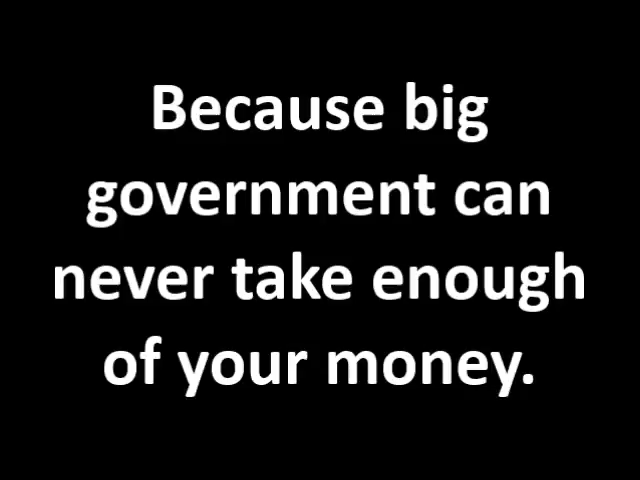 Because big
government can
never take enough
of your money.